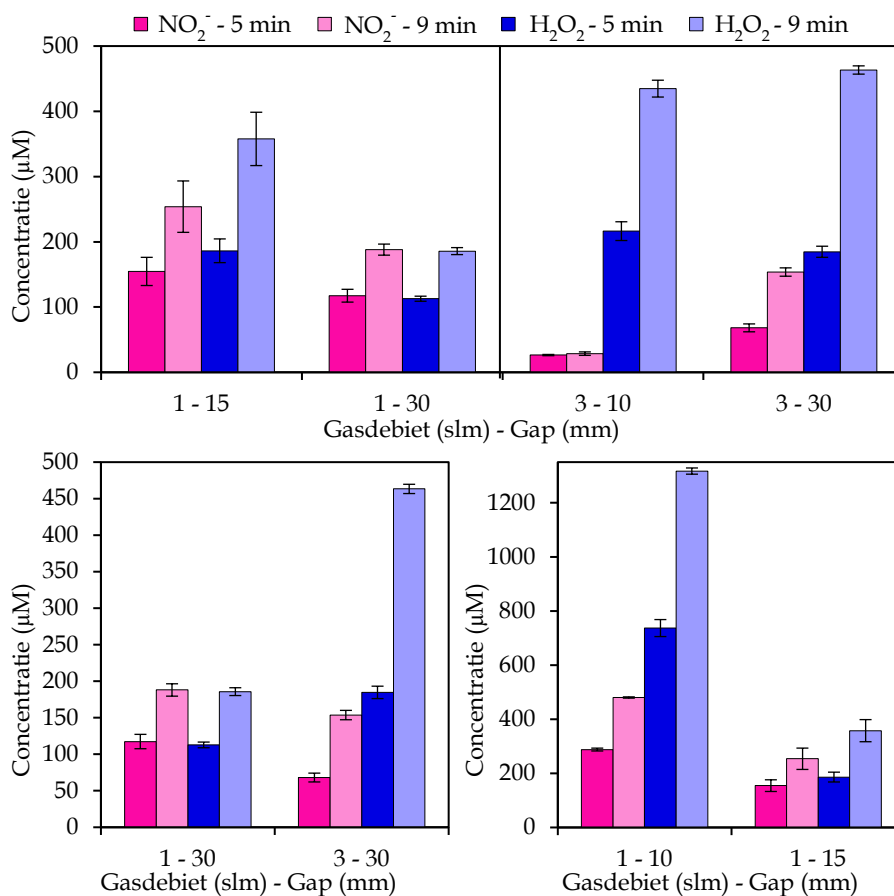 NO₂⁻ - 5 min NO₂⁻ - 9 min H₂O₂ - 5 min H₂O₂ - 9 min
Concentratie (µM)
500
400
300
200
100
0
1 - 15 1 - 30 3 - 10 3 - 30
Gasdebiet (slm) - Gap (mm)
Concentratie (µM)
500
450
400
350
300
250
200
150
100
50
0
1 - 30 3 - 30
Gasdebiet (slm) - Gap (mm)
Concentratie (µM)
1200
1000
800
600
400
200
0
1 - 10 1 - 15
Gasdebiet (slm) - Gap (mm)